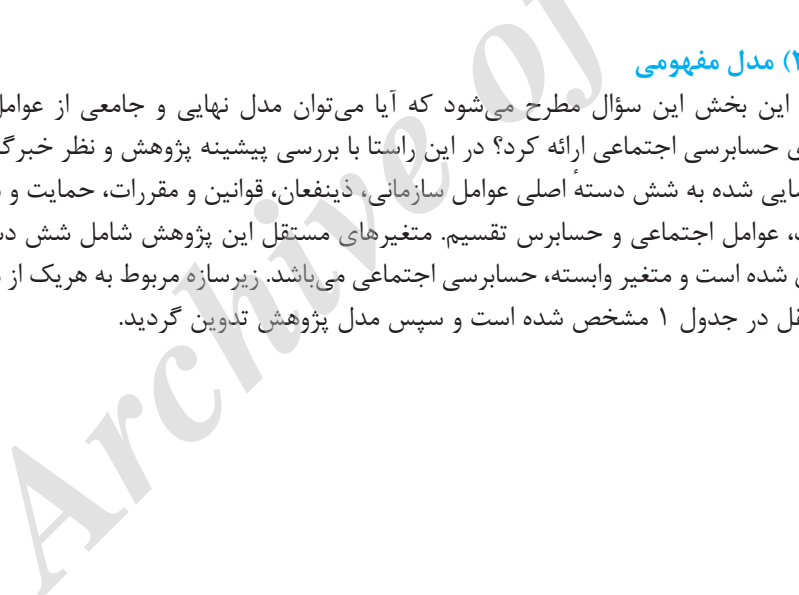 ) مدل مفهومی
این بخش این سؤال مطرح می‌شود که آیا می‌توان مدل نهایی و جامعی از عوامل
حسابرسی اجتماعی ارائه کرد؟ در این راستا با بررسی پیشینه پژوهش و نظر خبرگ
شده به شش دستهٔ اصلی عوامل سازمانی، ذینفعان، قوانین و مقررات، حمایت و
، عوامل اجتماعی و حسابرس تقسیم. متغیرهای مستقل این پژوهش شامل شش
شده است و متغیر وابسته، حسابرسی اجتماعی می‌باشد. زیرسازه مربوط به هریک از
در جدول ۱ مشخص شده است و سپس مدل پژوهش تدوین گردید.
Archive of